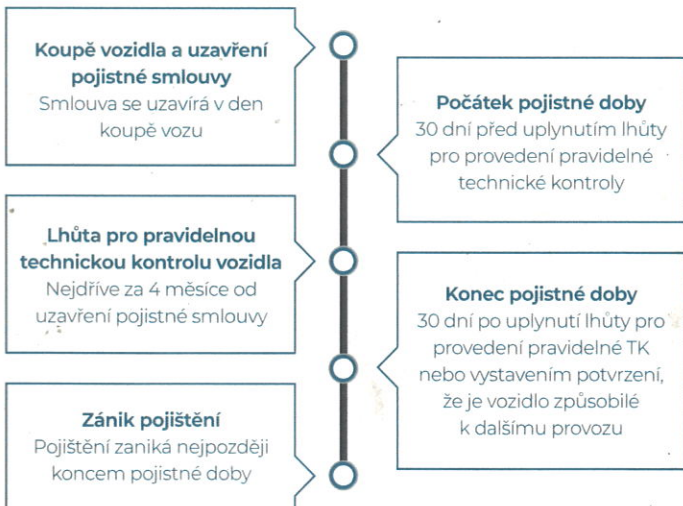 Koupě vozidla a uzavření
pojistné smlouvy
Smlouva se uzavírá v den
koupě vozu
Počátek pojistné doby
30 dní před uplynutím lhůty
pro provedení pravidelné
technické kontroly
Lhůta pro pravidelnou
technickou kontrolu vozidla
Nejdříve za 4 měsíce od
uzavření pojistné smlouvy
Konec pojistné doby
30 dní po uplynutí lhůty pro
provedení pravidelné TK
nebo vystavením potvrzení,
že je vozidlo způsobilé
k dalšímu provozu
Zánik pojištění
Pojištění zaniká nejpozději
koncem pojistné doby